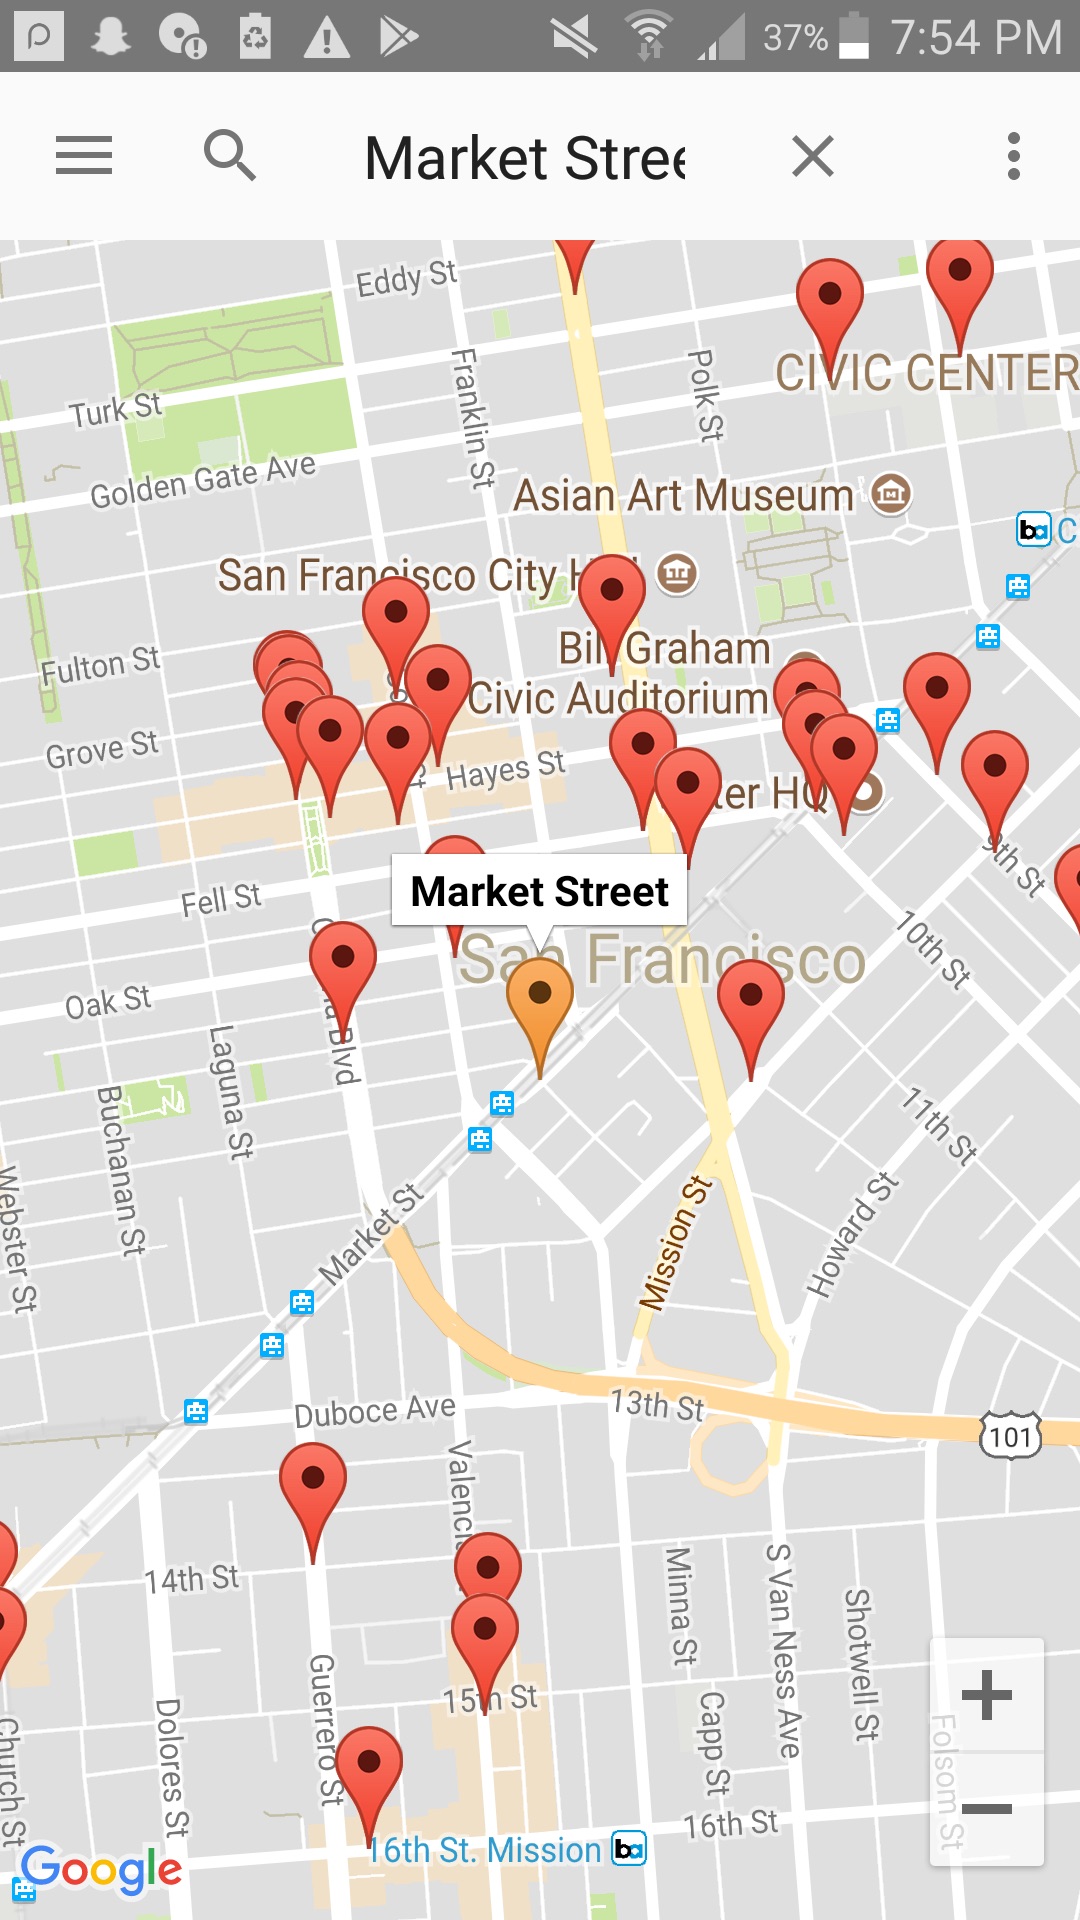 37% 7:54 PM
Market Stree
Eddy St
CIVIC CENTER
Franklin St
Polk St
Turk St
Golden Gate Ave
Asian Art Museum
ba C
San Francisco City H
Bill Graham
Civic Auditorium
Fulton St
Grove St
Hayes St
ter HQ
9th St
Market Street
Fell St
10th St
San Francisco
Oak St
Blvd
Laguna St
Buchanan St
11th St
Webster St
Market St
Mission St
Howard St
Duboce Ave
13th St
101
Valenci
14th St
Minna St
S Van Ness Ave
Shotwell St
Guerrero St
15th St
Capp St
Dolores St
Church St
Folsom St
16th St
16th St. Mission ba
Google